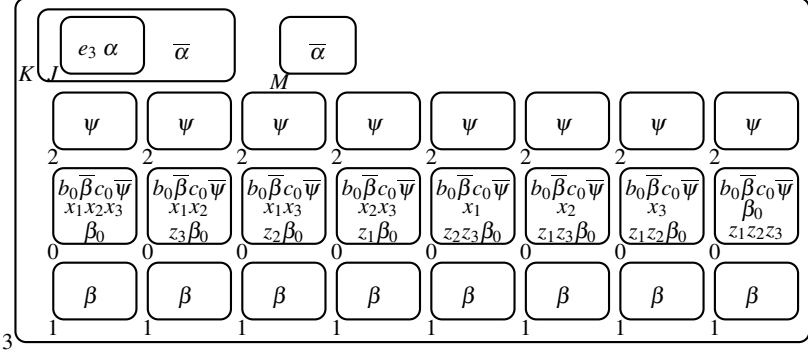 e₃ α ᾱ ᾱ
K J M
ψ ψ ψ ψ ψ ψ ψ ψ
2 2 2 2 2 2 2 2
b₀β̄c₀ψ̄ b₀β̄c₀ψ̄ b₀β̄c₀ψ̄ b₀β̄c₀ψ̄ b₀β̄c₀ψ̄ b₀β̄c₀ψ̄ b₀β̄c₀ψ̄ b₀β̄c₀ψ̄
x₁x₂x₃ x₁x₂ x₁x₃ x₂x₃ x₁ x₂ x₃ β₀
β₀ z₃β₀ z₂β₀ z₁β₀ z₂z₃β₀ z₁z₃β₀ z₁z₂β₀ z₁z₂z₃
0 0 0 0 0 0 0 0
β β β β β β β β
1 1 1 1 1 1 1 1
3